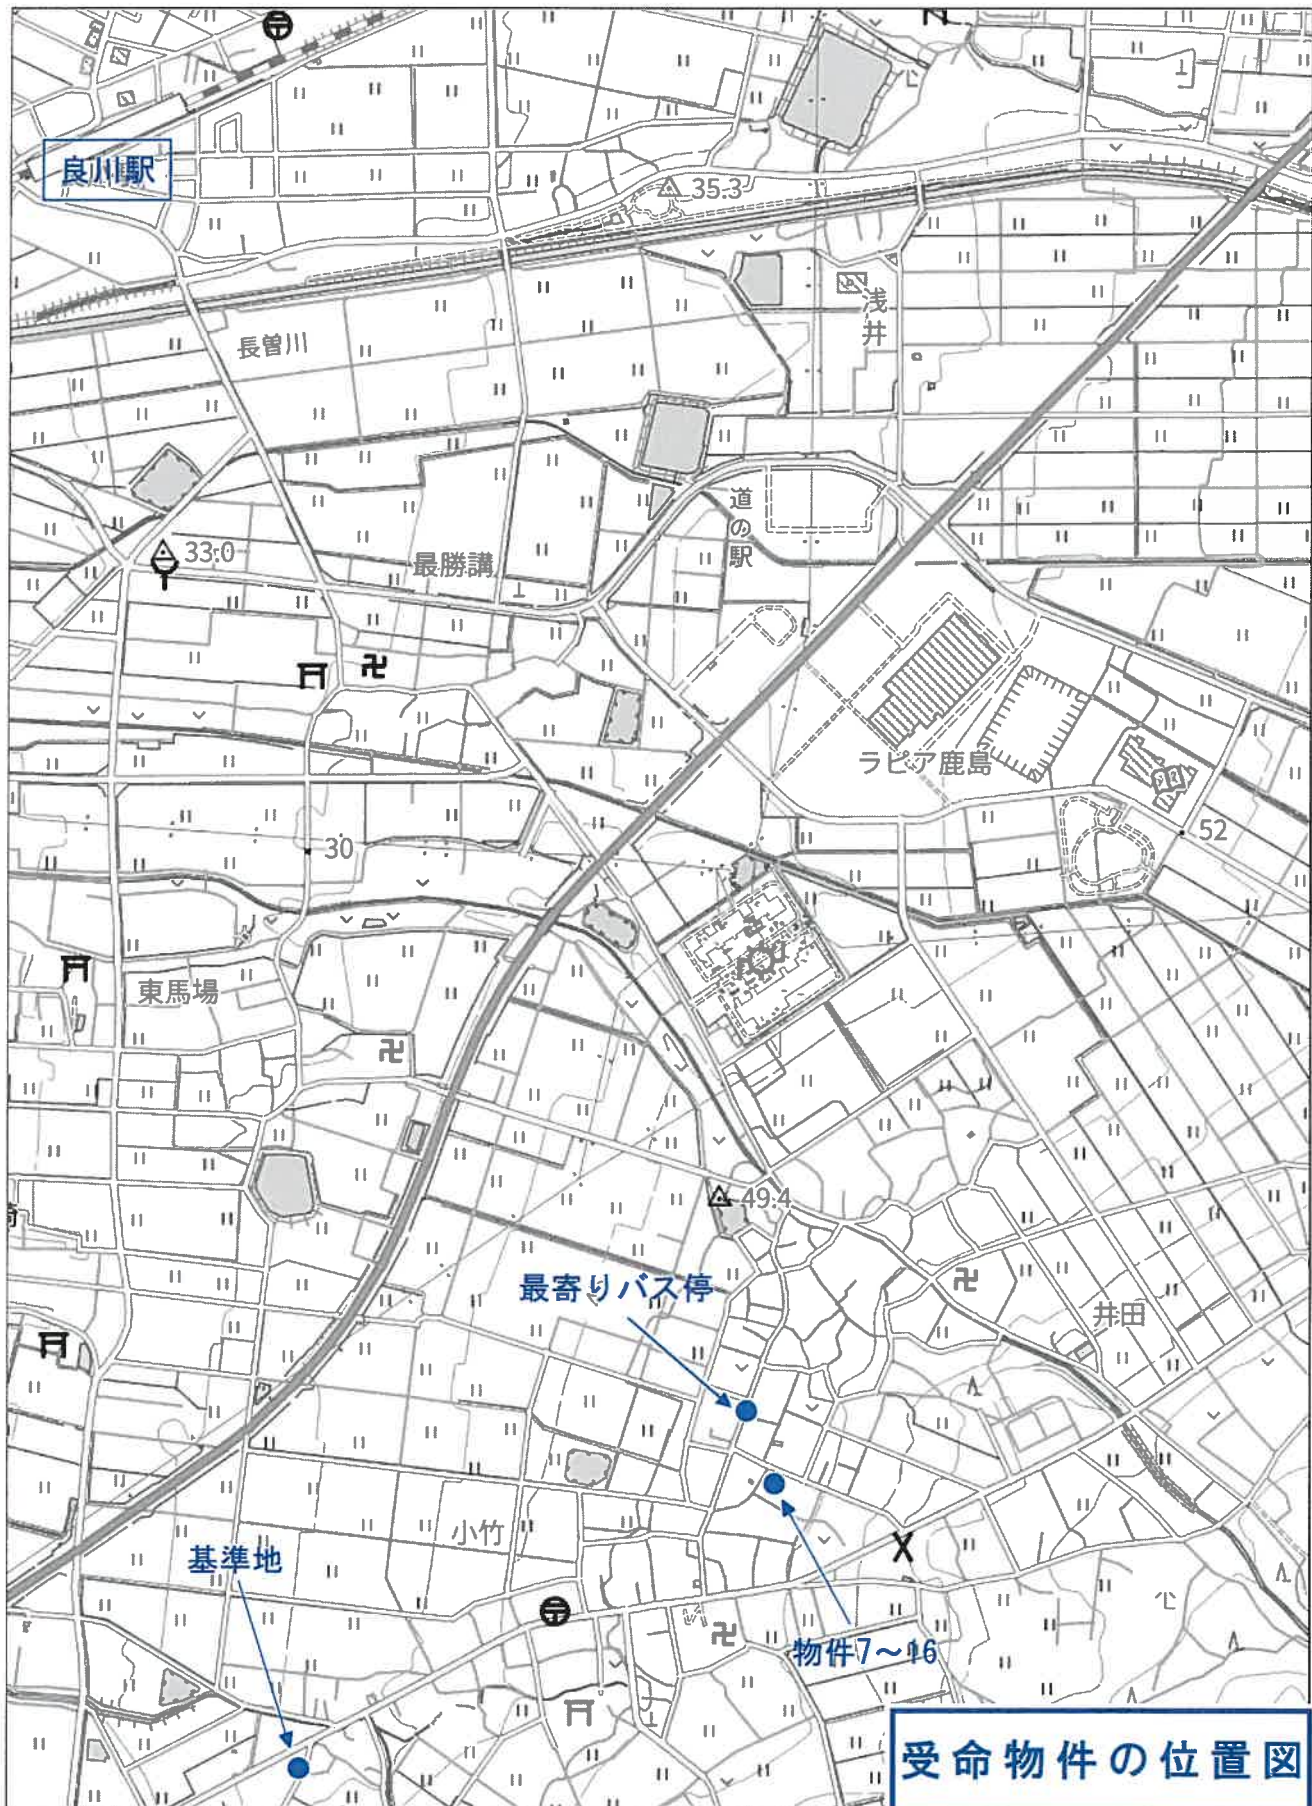 良川駅
35.3
浅井
長曽川
道の駅
33.0
最勝講
ラピア鹿島
52
30
東馬場
49.4
最寄りバス停
井田
小竹
基準地
物件7～16
受命物件の位置図